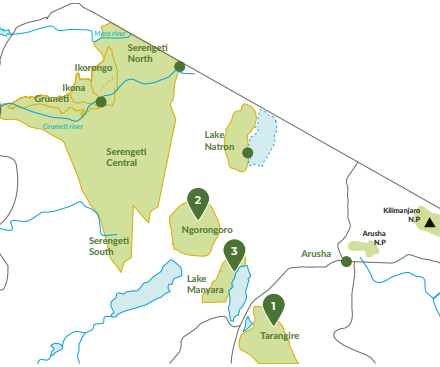 Mara river
Serengeti
North
Ikorongo
Ikona
Grumeti
Grumeti river
Serengeti
Central
Lake
Natron
2
Ngorongoro
Serengeti
South
3
Lake
Manyara
1
Tarangire
Arusha
Arusha
N.P
Kilimanjaro
N.P